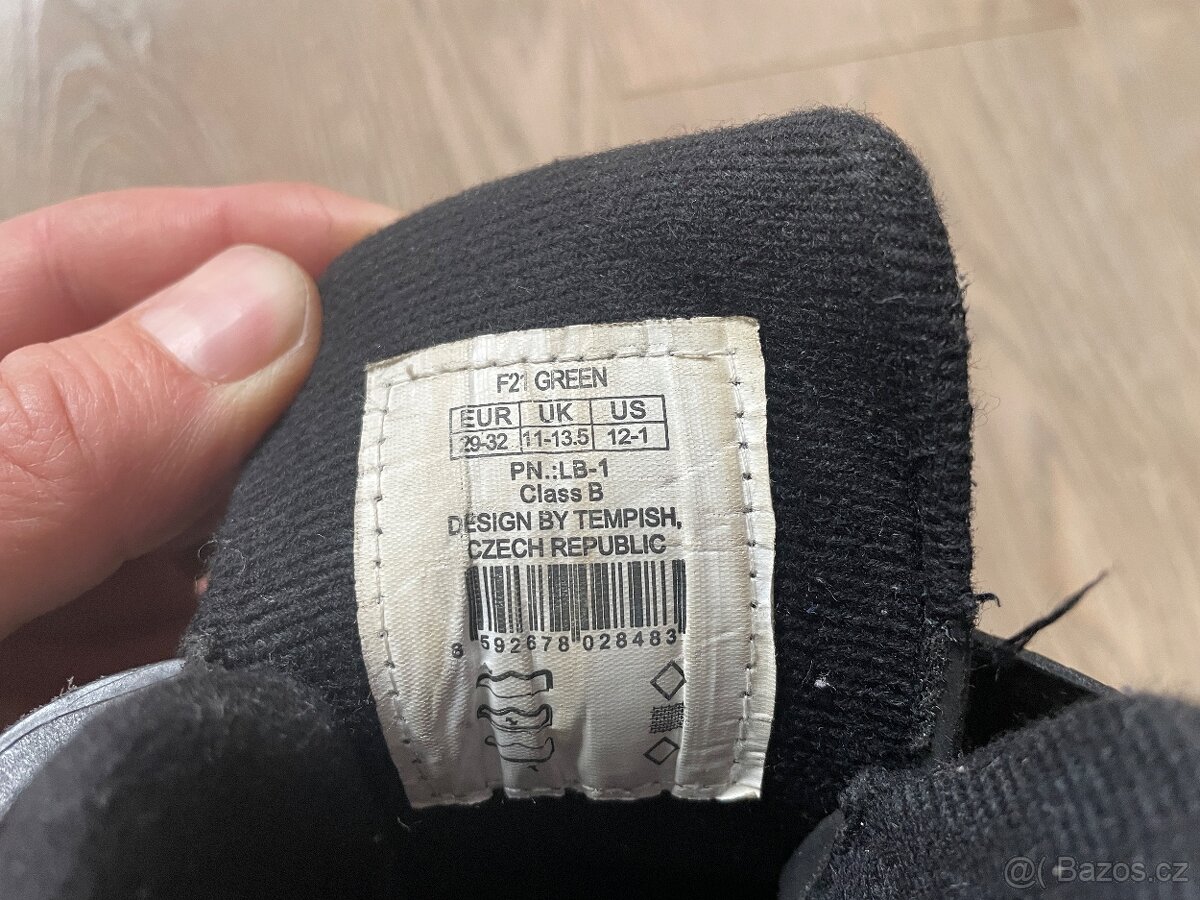 F21 GREEN
EUR UK US
29-32 11-13.5 12-1
PN.:LB-1
Class B
DESIGN BY TEMPISH,
CZECH REPUBLIC
8 592678 028483
@( Bazos.cz